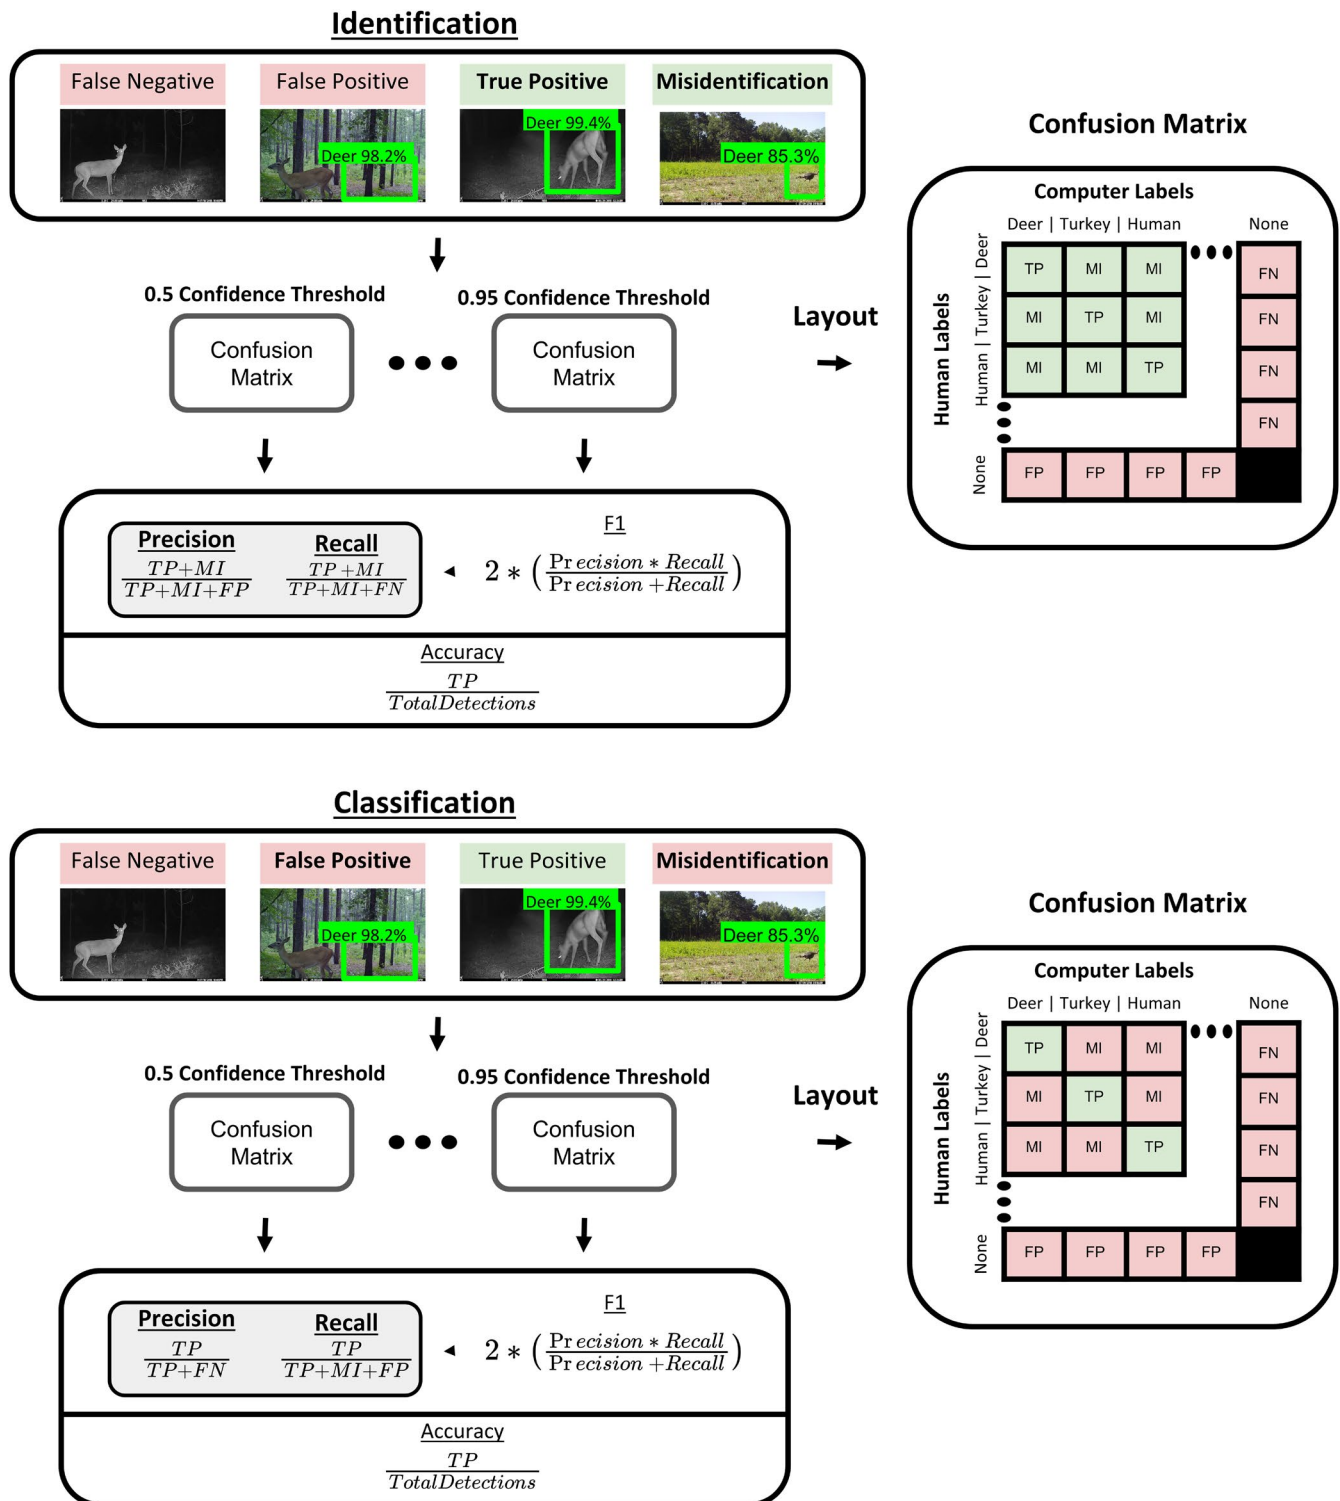 Identification
False Negative False Positive True Positive Misidentification
Deer 98.2% Deer 99.4% Deer 85.3%
0.5 Confidence Threshold 0.95 Confidence Threshold
Confusion Matrix Confusion Matrix
Layout
Confusion Matrix
Computer Labels
Deer | Turkey | Human None
Human Labels
Human | Turkey | Deer
None
TP MI MI FN
MI TP MI FN
MI MI TP FN
FN
FP FP FP FP
Precision Recall F1
TP+MI / TP+MI+FP TP+MI / TP+MI+FN 2 * ( Precision * Recall / Precision + Recall )
Accuracy
TP / TotalDetections
Classification
False Negative False Positive True Positive Misidentification
Deer 98.2% Deer 99.4% Deer 85.3%
0.5 Confidence Threshold 0.95 Confidence Threshold
Confusion Matrix Confusion Matrix
Layout
Confusion Matrix
Computer Labels
Deer | Turkey | Human None
Human Labels
Human | Turkey | Deer
None
TP MI MI FN
MI TP MI FN
MI MI TP FN
FN
FP FP FP FP
Precision Recall F1
TP / TP+FN TP / TP+MI+FP 2 * ( Precision * Recall / Precision + Recall )
Accuracy
TP / TotalDetections